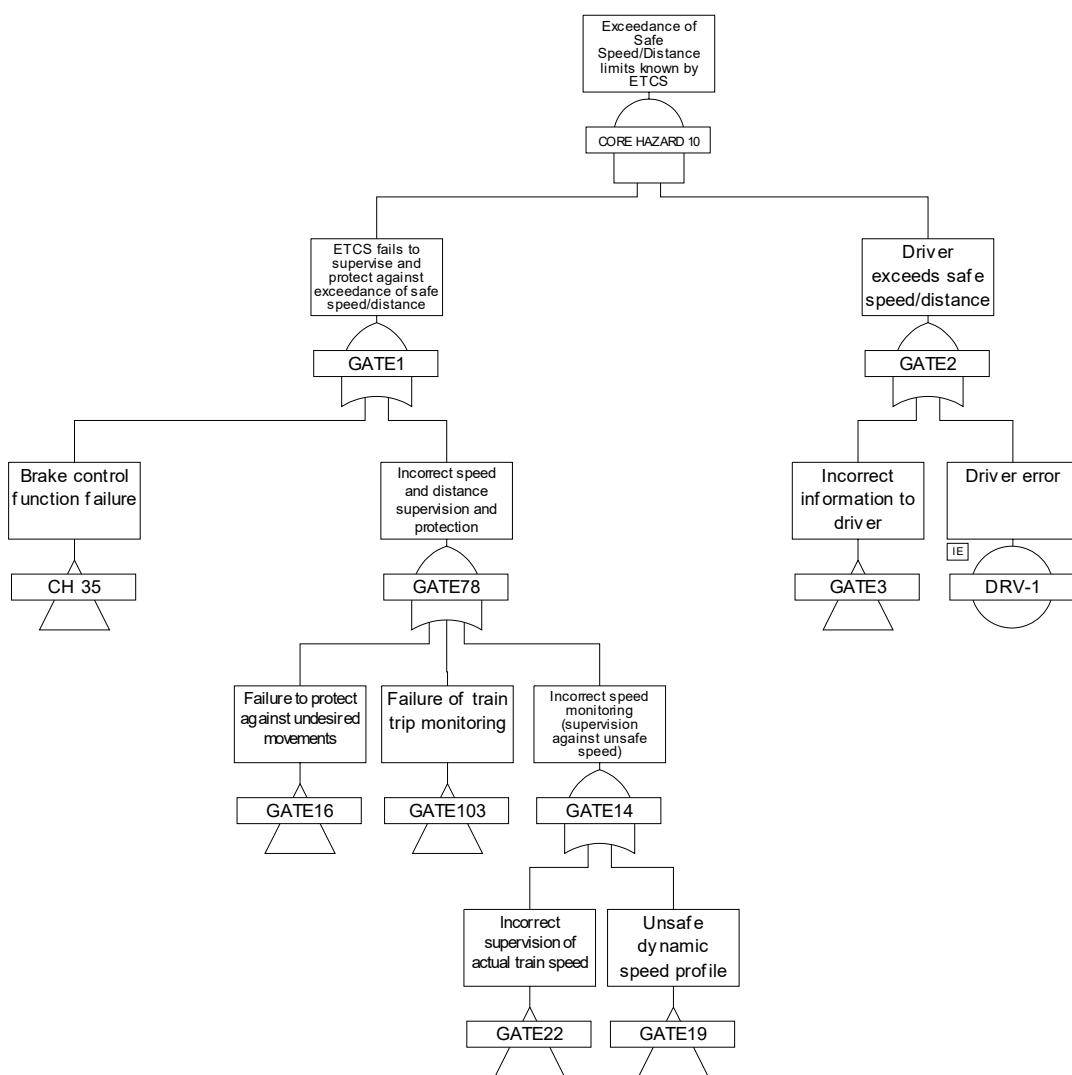 Exceedance of
Safe
Speed/Distance
limits known by
ETCS
CORE HAZARD 10
ETCS fails to
supervise and
protect against
exceedance of safe
speed/distance
GATE1
Driver
exceeds safe
speed/distance
GATE2
Brake control
function failure
CH 35
Incorrect speed
and distance
supervision and
protection
GATE78
Incorrect
information to
driver
GATE3
Driver error
IE
DRV-1
Failure to protect
against undesired
movements
GATE16
Failure of train
trip monitoring
GATE103
Incorrect speed
monitoring
(supervision
against unsafe
speed)
GATE14
Incorrect
supervision of
actual train speed
GATE22
Unsafe
dynamic
speed profile
GATE19